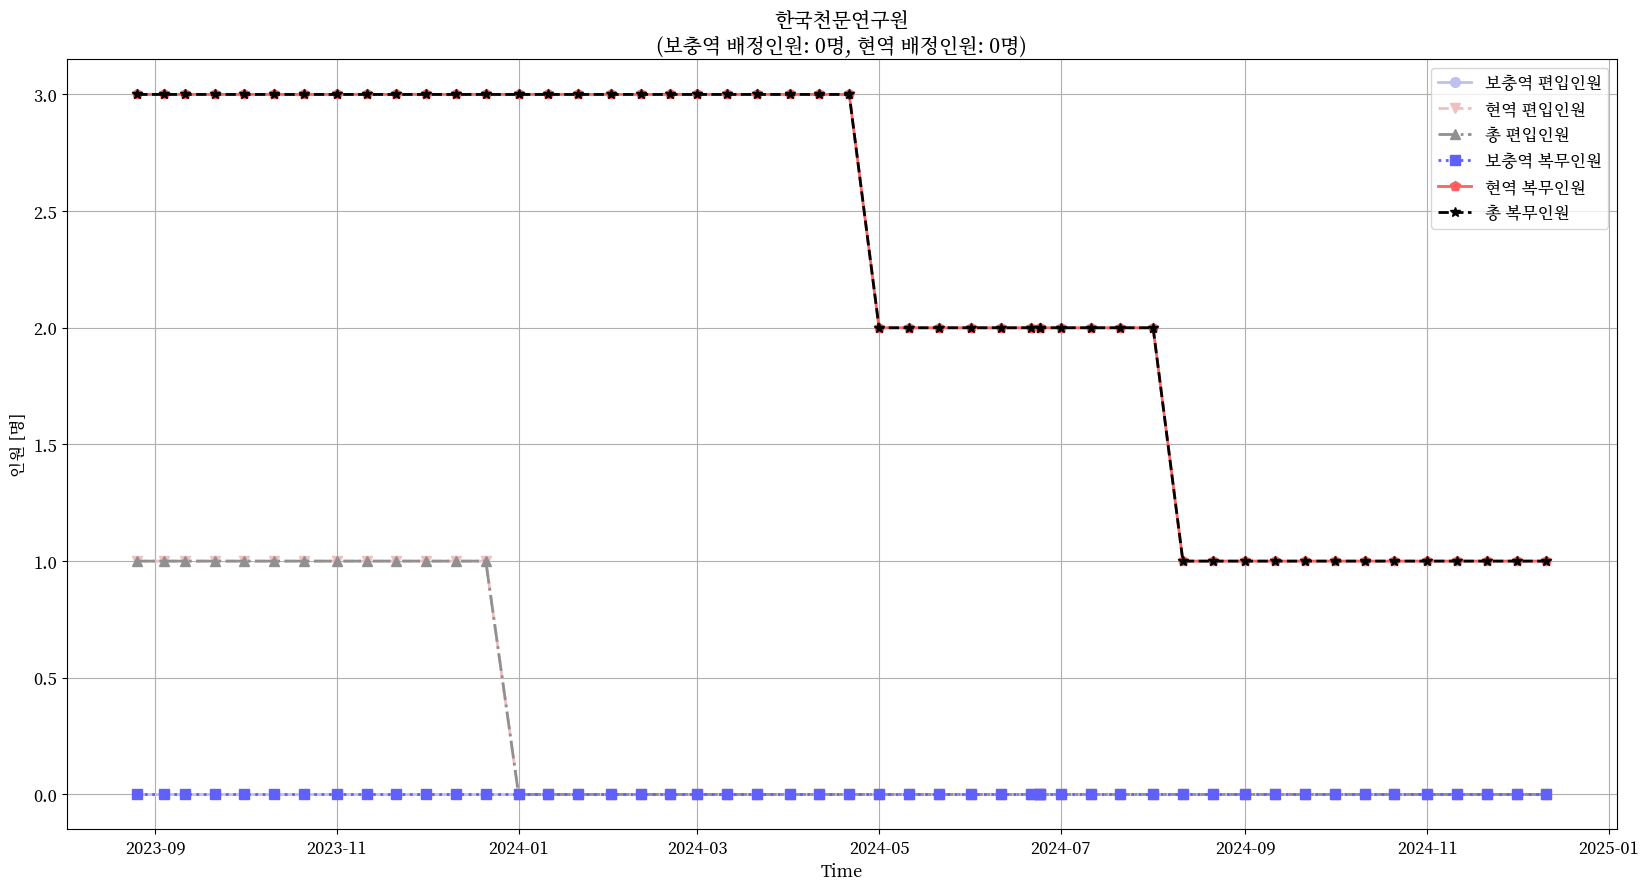 한국천문연구원
(보충역 배정인원: 0명, 현역 배정인원: 0명)
보충역 편입인원
현역 편입인원
총 편입인원
보충역 복무인원
현역 복무인원
총 복무인원
인원 [명]
3.0
2.5
2.0
1.5
1.0
0.5
0.0
2023-09
2023-11
2024-01
2024-03
2024-05
2024-07
2024-09
2024-11
2025-01
Time